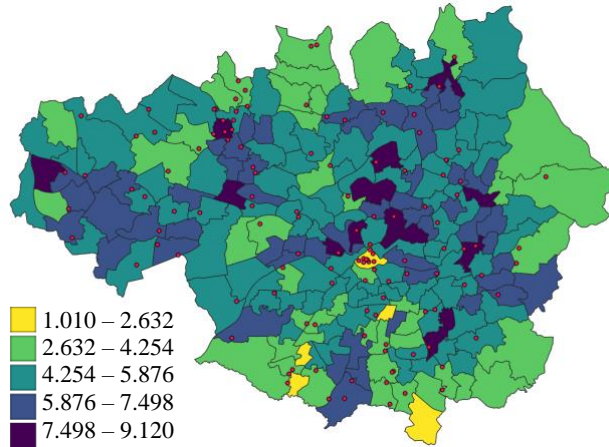 1.010 – 2.632
2.632 – 4.254
4.254 – 5.876
5.876 – 7.498
7.498 – 9.120